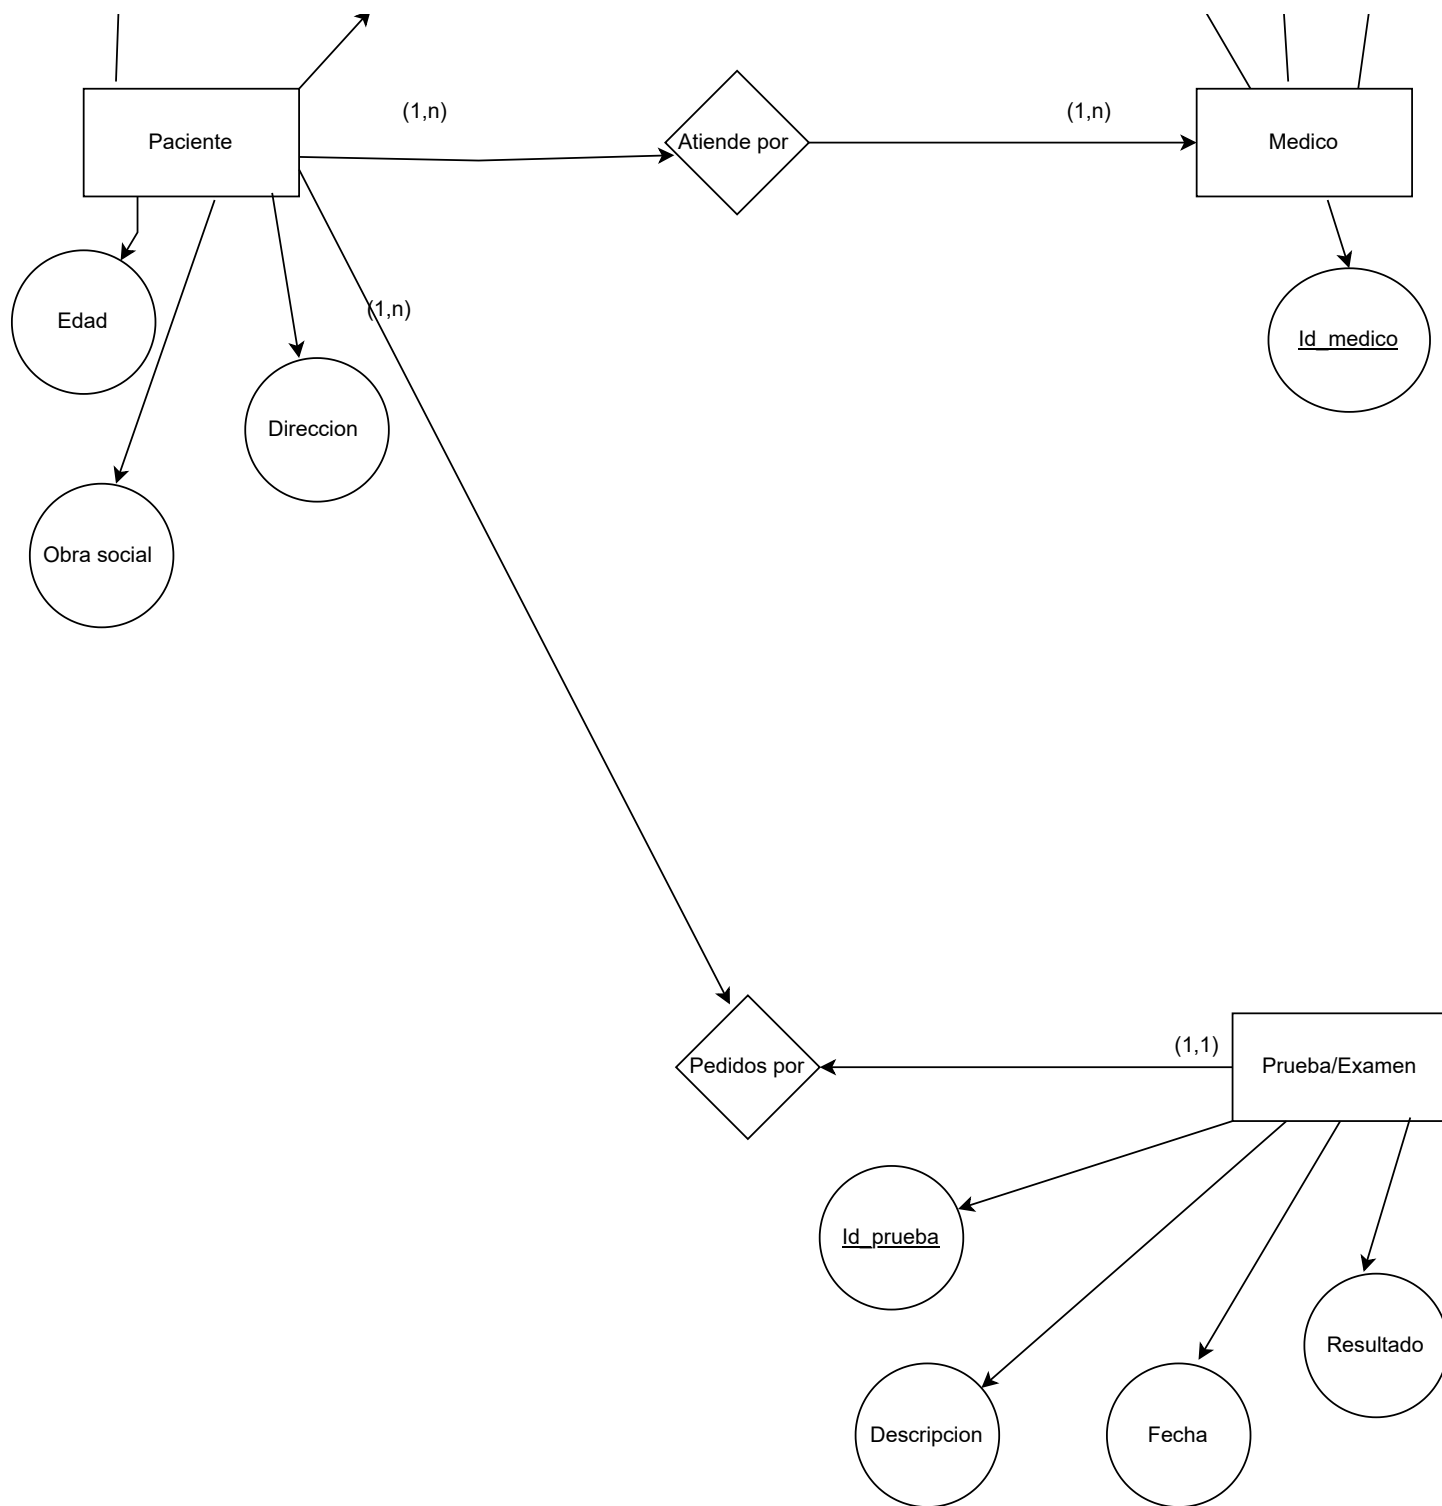 (1,n)
(1,n)
Paciente
Atiende por
Medico
(1,n)
Edad
Id_medico
Direccion
Obra social
(1,1)
Pedidos por
Prueba/Examen
Id_prueba
Resultado
Descripcion
Fecha